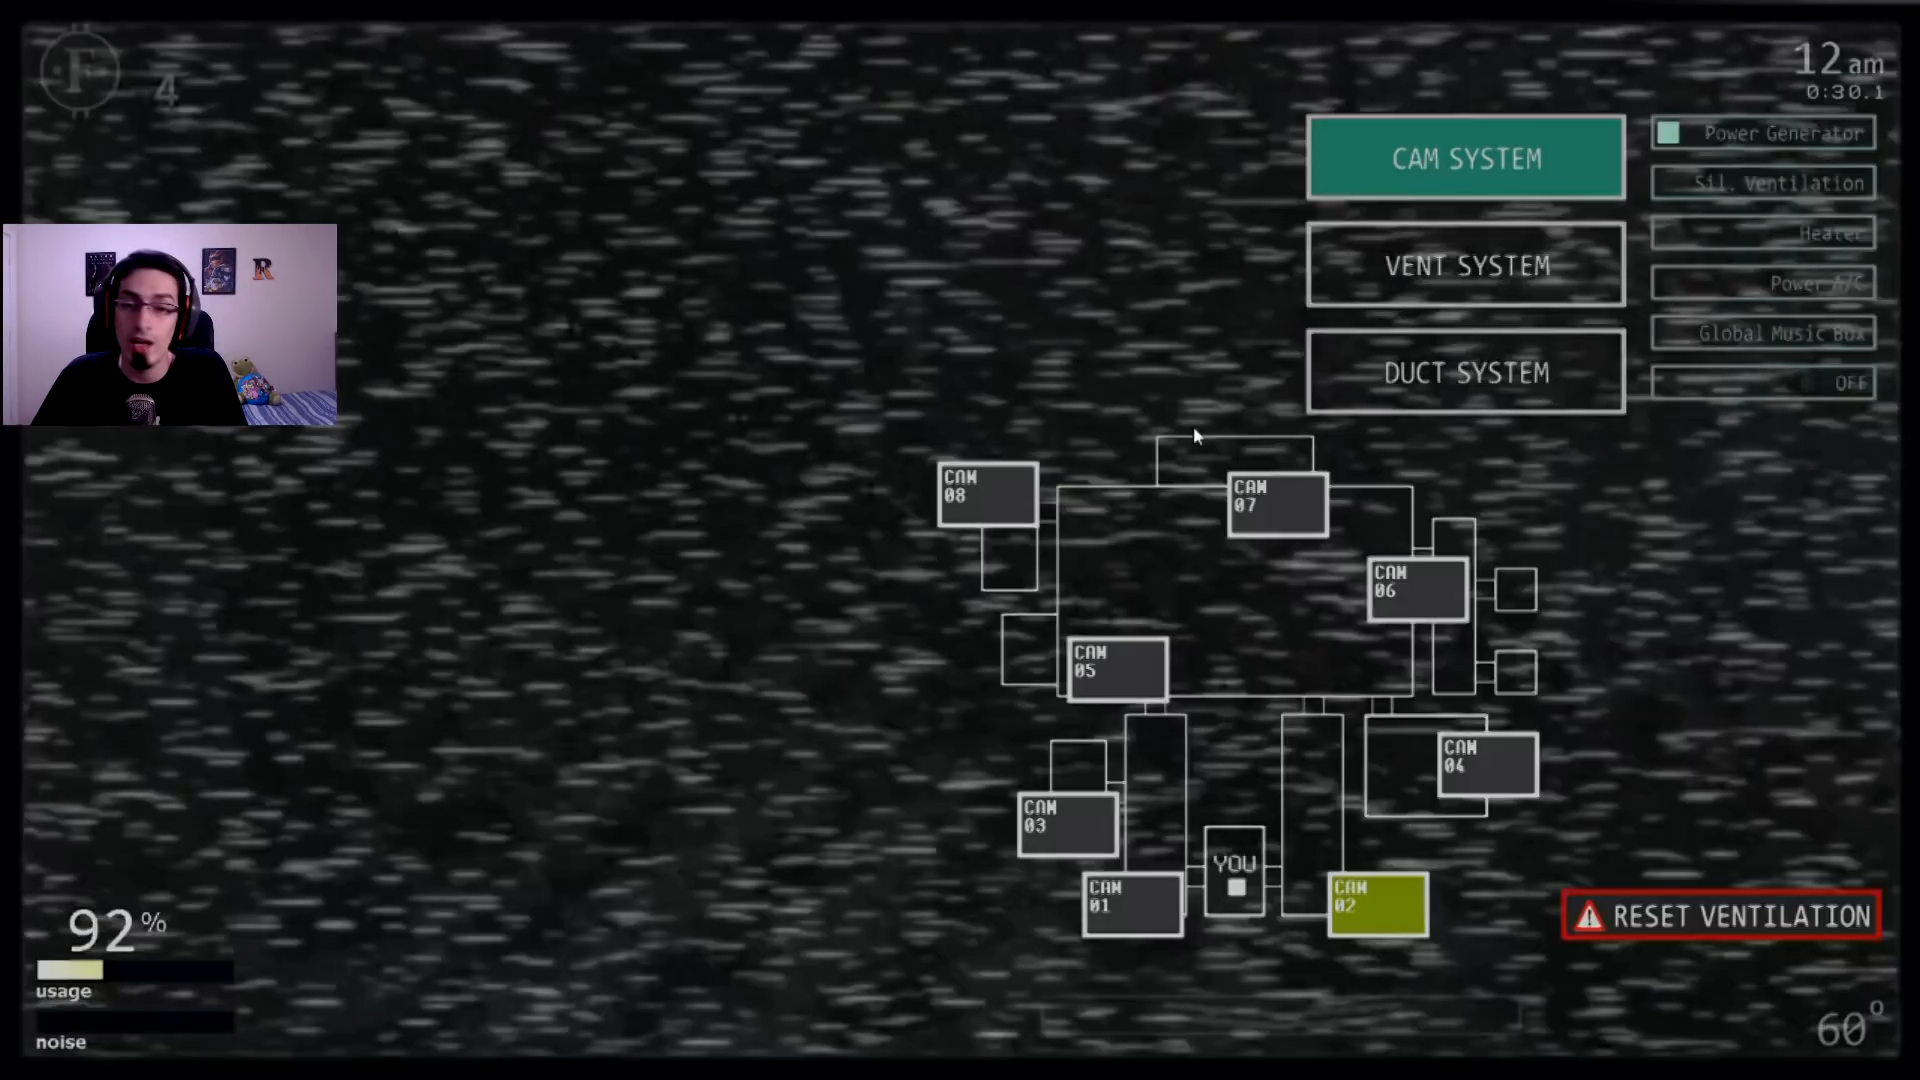 F
4
12 am
0:30.1
CAM SYSTEM
VENT SYSTEM
DUCT SYSTEM
Power Generator
Sil. Ventilation
Heater
Power A/C
Global Music Box
OFF
R
CAM
08
CAM
07
CAM
06
CAM
05
CAM
04
CAM
03
YOU
CAM
01
CAM
02
RESET VENTILATION
92%
usage
noise
60°